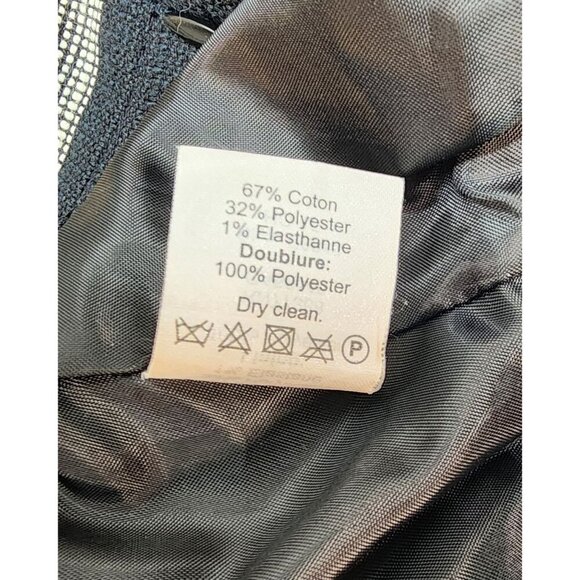 67% Coton
32% Polyester
1% Elasthanne
Doublure:
100% Polyester
Dry clean.
P